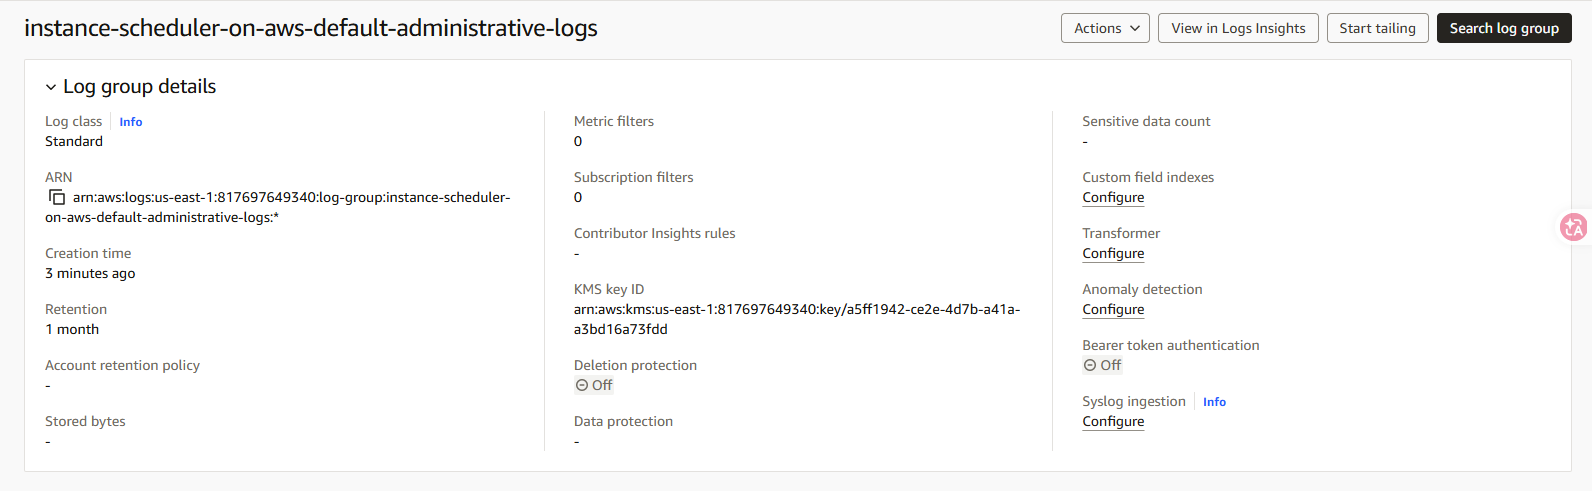 instance-scheduler-on-aws-default-administrative-logs
Actions
View in Logs Insights
Start tailing
Search log group
Log group details
Log class
Info
Standard
ARN
arn:aws:logs:us-east-1:817697649340:log-group:instance-scheduler-
on-aws-default-administrative-logs:*
Creation time
3 minutes ago
Retention
1 month
Account retention policy
-
Stored bytes
-
Metric filters
0
Subscription filters
0
Contributor Insights rules
-
KMS key ID
arn:aws:kms:us-east-1:817697649340:key/a5ff1942-ce2e-4d7b-a41a-
a3bd16a73fdd
Deletion protection
Off
Data protection
-
Sensitive data count
-
Custom field indexes
Configure
Transformer
Configure
Anomaly detection
Configure
Bearer token authentication
Off
Syslog ingestion
Info
Configure